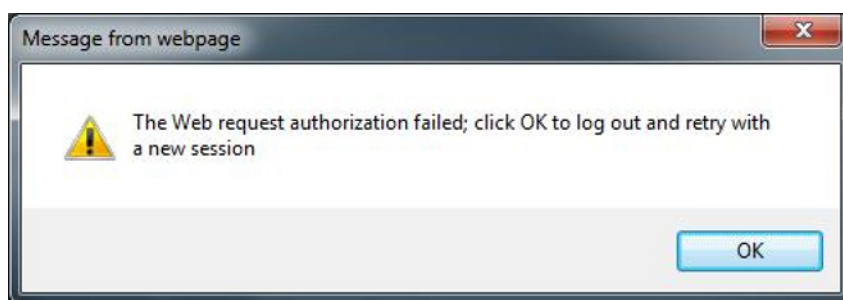 Message from webpage
The Web request authorization failed; click OK to log out and retry with
a new session
OK